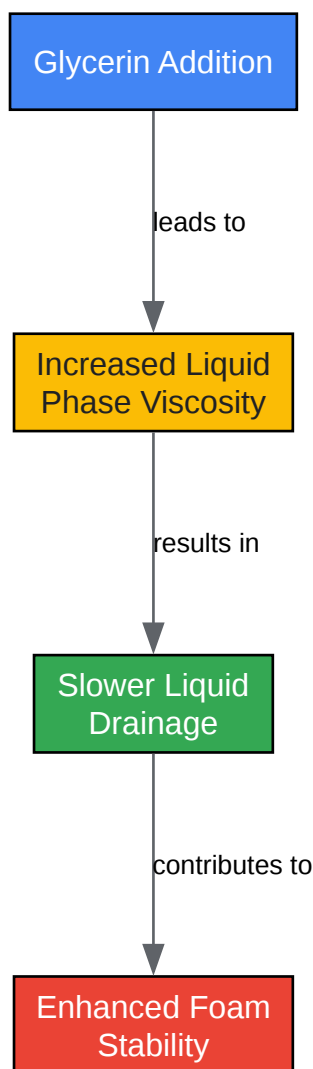 Glycerin Addition
leads to
Increased Liquid
Phase Viscosity
results in
Slower Liquid
Drainage
contributes to
Enhanced Foam
Stability